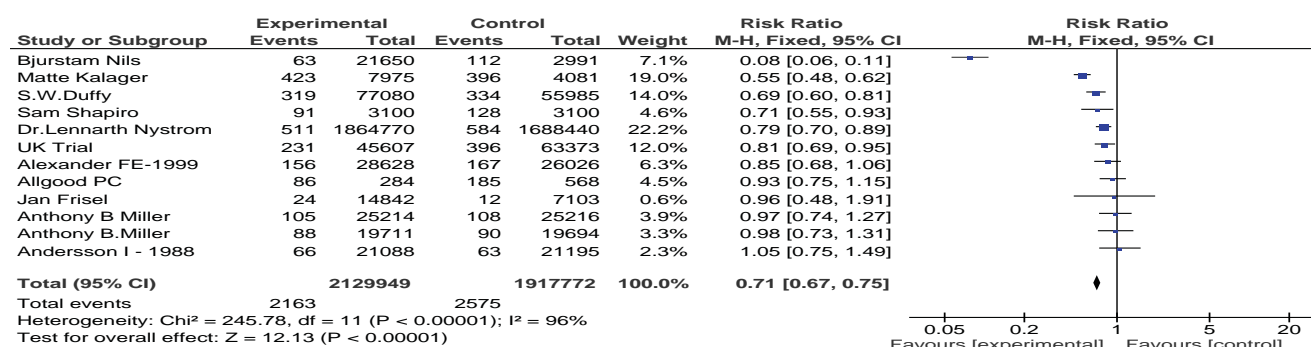 Experimental Control Risk Ratio Risk Ratio
Study or Subgroup Events Total Events Total Weight M-H, Fixed, 95% CI M-H, Fixed, 95% CI
Bjurstam Nils 63 21650 112 2991 7.1% 0.08 [0.06, 0.11]
Matte Kalager 423 7975 396 4081 19.0% 0.55 [0.48, 0.62]
S.W.Duffy 319 77080 334 55985 14.0% 0.69 [0.60, 0.81]
Sam Shapiro 91 3100 128 3100 4.6% 0.71 [0.55, 0.93]
Dr.Lennarth Nystrom 511 1864770 584 1688440 22.2% 0.79 [0.70, 0.89]
UK Trial 231 45607 396 63373 12.0% 0.81 [0.69, 0.95]
Alexander FE-1999 156 28628 167 26026 6.3% 0.85 [0.68, 1.06]
Allgood PC 86 284 185 568 4.5% 0.93 [0.75, 1.15]
Jan Frisel 24 14842 12 7103 0.6% 0.96 [0.48, 1.91]
Anthony B Miller 105 25214 108 25216 3.9% 0.97 [0.74, 1.27]
Anthony B.Miller 88 19711 90 19694 3.3% 0.98 [0.73, 1.31]
Andersson I - 1988 66 21088 63 21195 2.3% 1.05 [0.75, 1.49]
Total (95% CI) 2129949 1917772 100.0% 0.71 [0.67, 0.75]
Total events 2163 2575
Heterogeneity: Chi² = 245.78, df = 11 (P < 0.00001); I² = 96%
Test for overall effect: Z = 12.13 (P < 0.00001)
0.05 0.2 1 5 20
Favours [experimental] Favours [control]